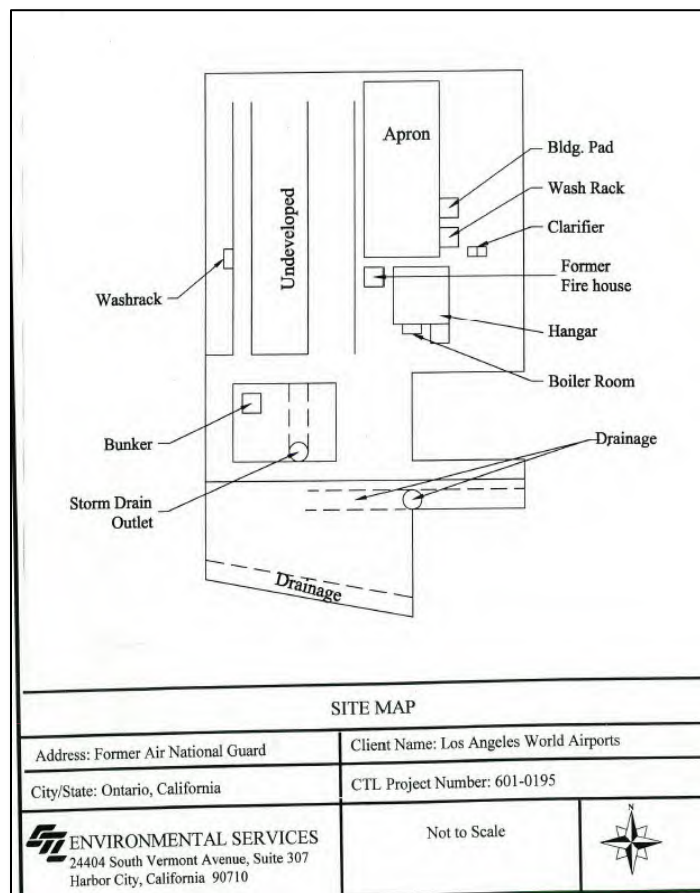 Apron
Bldg. Pad
Wash Rack
Clarifier
Former
Fire house
Hangar
Boiler Room
Undeveloped
Washrack
Bunker
Storm Drain
Outlet
Drainage
Drainage
SITE MAP
Address: Former Air National Guard
Client Name: Los Angeles World Airports
City/State: Ontario, California
CTL Project Number: 601-0195
ENVIRONMENTAL SERVICES
24404 South Vermont Avenue, Suite 307
Harbor City, California 90710
Not to Scale
N